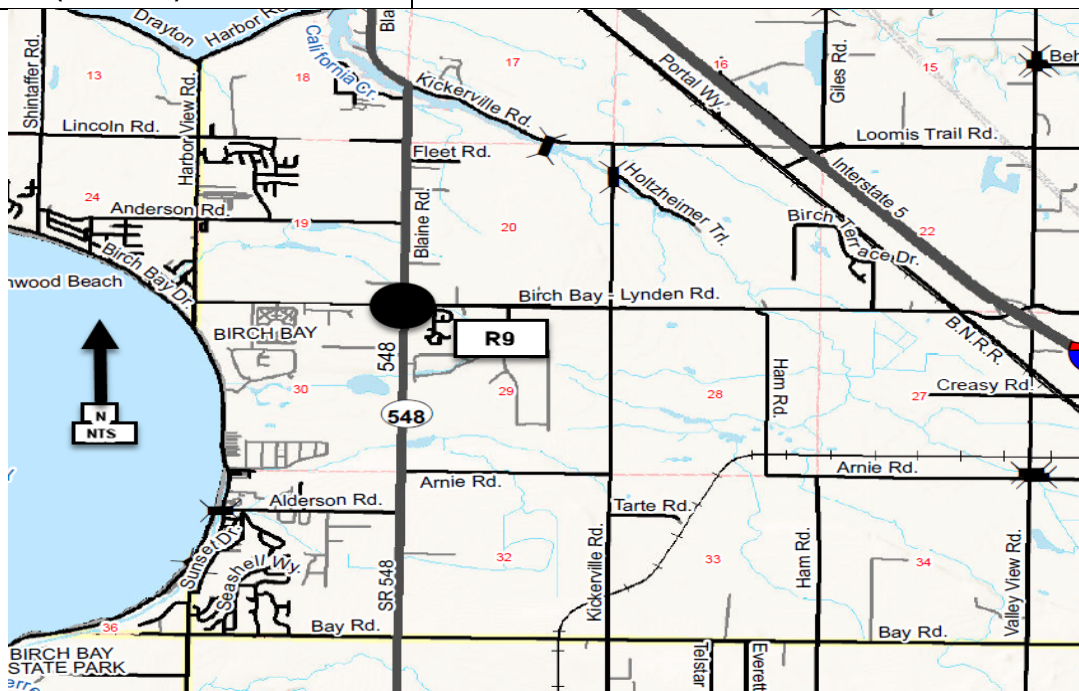 Bla
Drayton Harbor Rd.
California Cr.
Shintaffer Rd.
13
18
17
16
15
Beh
Portal Wy.
Giles Rd.
Kickerville Rd.
Harbor View Rd.
Lincoln Rd.
Loomis Trail Rd.
Fleet Rd.
Interstate 5
Holtzheimer Trl.
24
Anderson Rd.
19
Blaine Rd.
20
Birch Terrace Dr.
22
Birch Bay Dr.
nwood Beach
Birch Bay - Lynden Rd.
BIRCH BAY
R9
B.N.R.R.
548
Ham Rd.
Creasy Rd.
30
29
28
27
N
NTS
548
Arnie Rd.
Arnie Rd.
Alderson Rd.
Tarte Rd.
Sunset Dr.
Seashell Wy.
SR 548
32
Kickerville Rd.
33
Ham Rd.
34
Valley View Rd.
36
Bay Rd.
Bay Rd.
BIRCH BAY
STATE PARK
Telstar
Everett